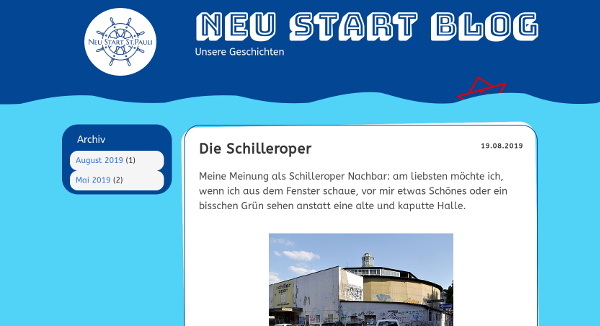 NEU START BLOG
NEU START ST.PAULI
Unsere Geschichten
Archiv
August 2019 (1)
Mai 2019 (2)
Die Schilleroper
19.08.2019
Meine Meinung als Schilleroper Nachbar: am liebsten möchte ich,
wenn ich aus dem Fenster schaue, vor mir etwas Schönes oder ein
bisschen Grün sehen anstatt eine alte und kaputte Halle.